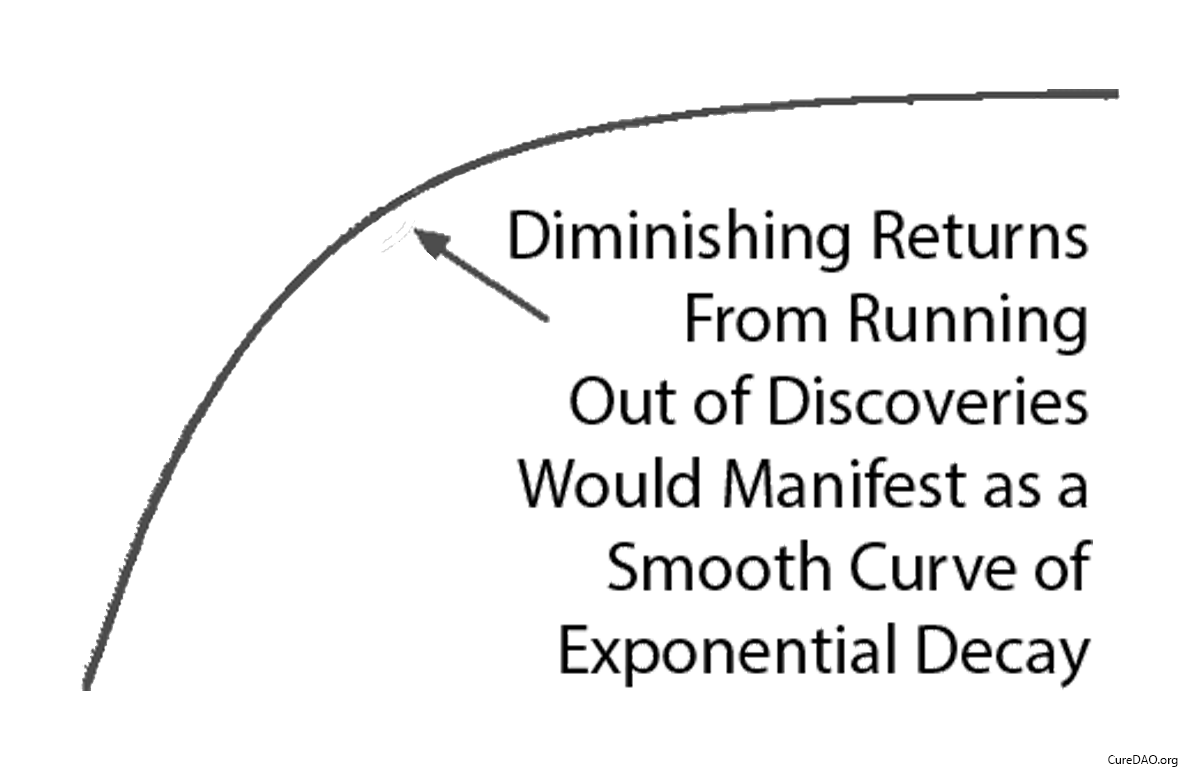 Diminishing Returns
From Running
Out of Discoveries
Would Manifest as a
Smooth Curve of
Exponential Decay
CureDAO.org